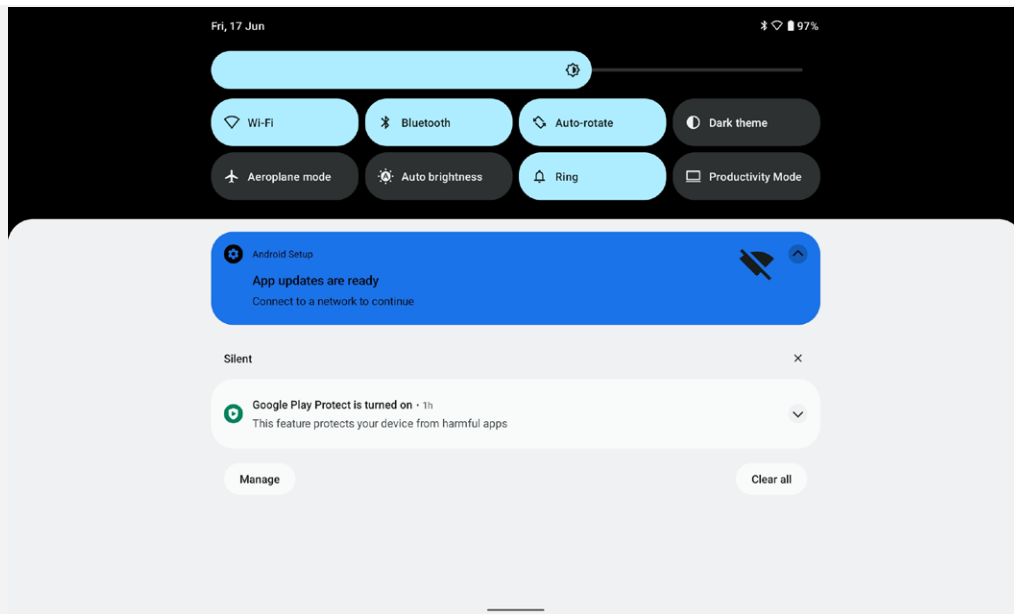 Fri, 17 Jun 97%
Wi-Fi Bluetooth Auto-rotate Dark theme
Aeroplane mode Auto brightness Ring Productivity Mode
Android Setup
App updates are ready
Connect to a network to continue
Silent
Google Play Protect is turned on · 1h
This feature protects your device from harmful apps
Manage Clear all